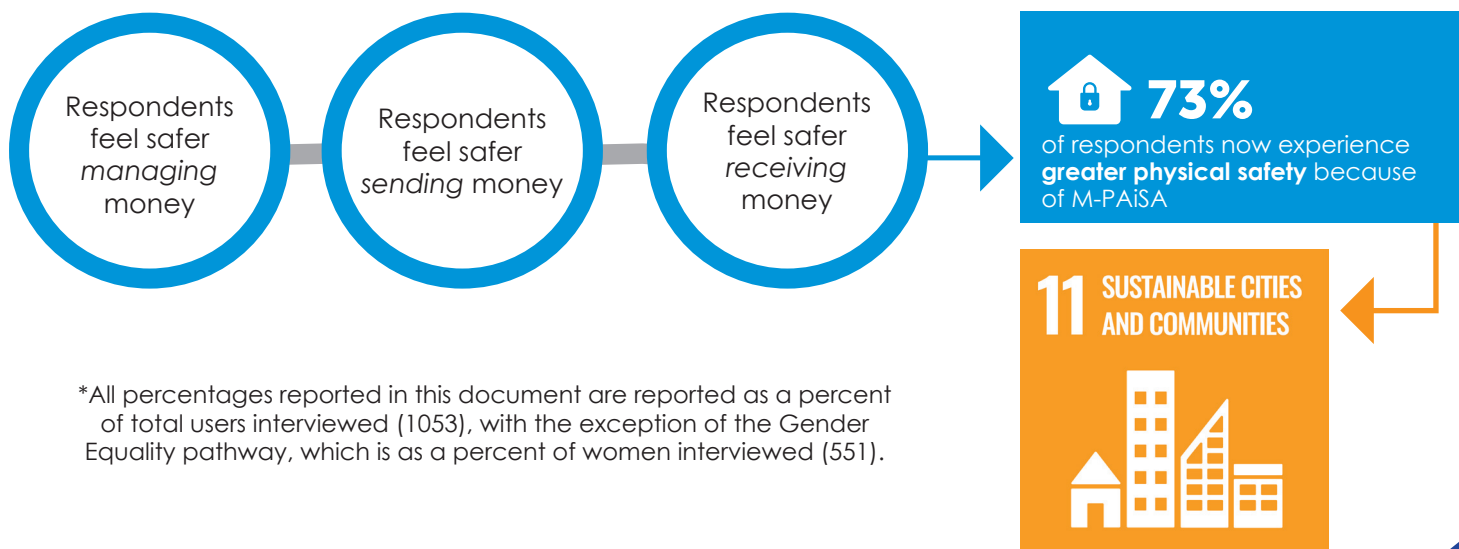 Respondents
feel safer
managing
money
Respondents
feel safer
sending money
Respondents
feel safer
receiving
money
73%
of respondents now experience
greater physical safety because
of M-PAiSA
11 SUSTAINABLE CITIES
AND COMMUNITIES
*All percentages reported in this document are reported as a percent
of total users interviewed (1053), with the exception of the Gender
Equality pathway, which is as a percent of women interviewed (551).